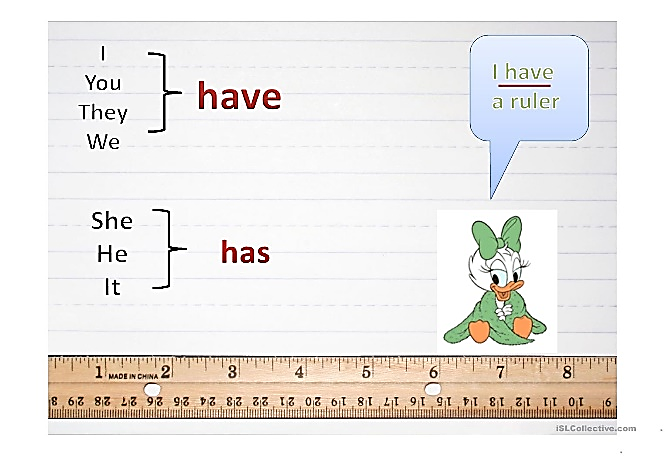 I
You
They
We
have
She
He
It
has
I have
a ruler
1 MADE IN CHINA 2 3 4 5 6 7 8
iSLCollective.com